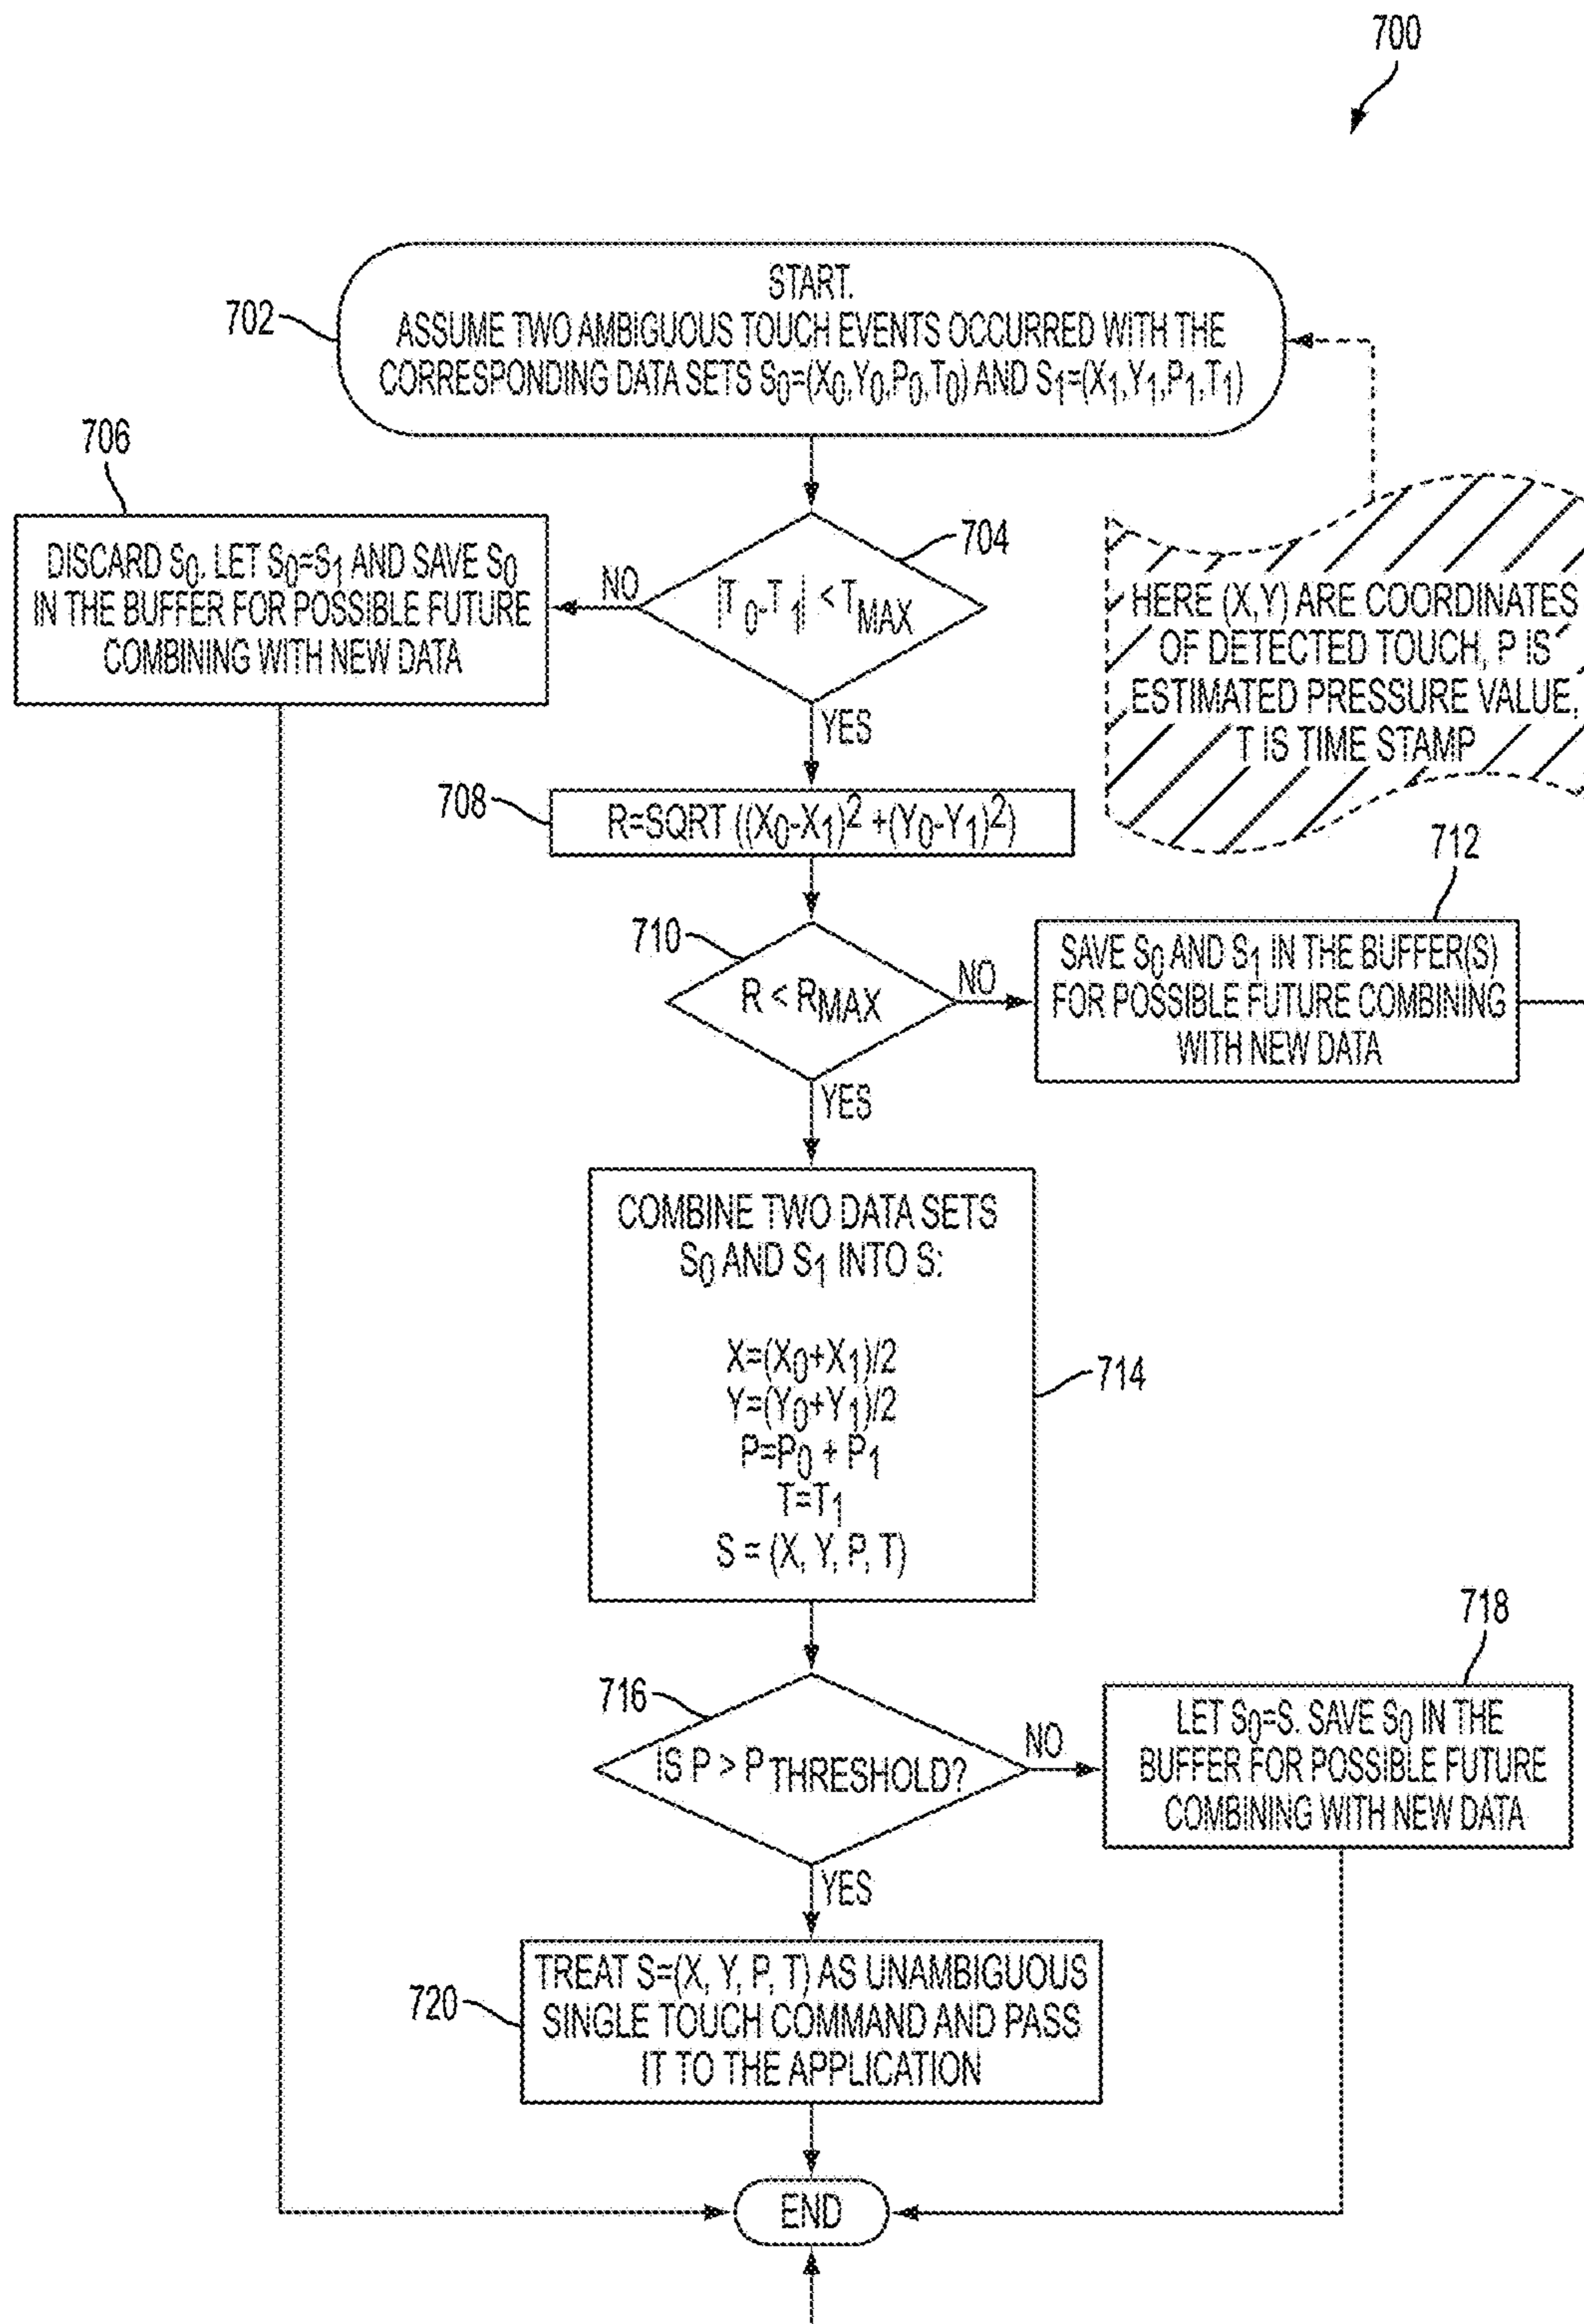 700
702
START.
ASSUME TWO AMBIGUOUS TOUCH EVENTS OCCURRED WITH THE
CORRESPONDING DATA SETS S0=(X0,Y0,P0,T0) AND S1=(X1,Y1,P1,T1)
706
DISCARD S0. LET S0=S1 AND SAVE S0
IN THE BUFFER FOR POSSIBLE FUTURE
COMBINING WITH NEW DATA
NO
704
|T0-T1| < TMAX
YES
HERE (X,Y) ARE COORDINATES
OF DETECTED TOUCH, P IS
ESTIMATED PRESSURE VALUE,
T IS TIME STAMP
708
R=SQRT ((X0-X1)2 +(Y0-Y1)2)
710
R < RMAX
NO
712
SAVE S0 AND S1 IN THE BUFFER(S)
FOR POSSIBLE FUTURE COMBINING
WITH NEW DATA
YES
COMBINE TWO DATA SETS
S0 AND S1 INTO S:
X=(X0+X1)/2
Y=(Y0+Y1)/2
P=P0 + P1
T=T1
S = (X, Y, P, T)
714
716
IS P > PTHRESHOLD?
NO
718
LET S0=S. SAVE S0 IN THE
BUFFER FOR POSSIBLE FUTURE
COMBINING WITH NEW DATA
YES
720
TREAT S=(X, Y, P, T) AS UNAMBIGUOUS
SINGLE TOUCH COMMAND AND PASS
IT TO THE APPLICATION
END